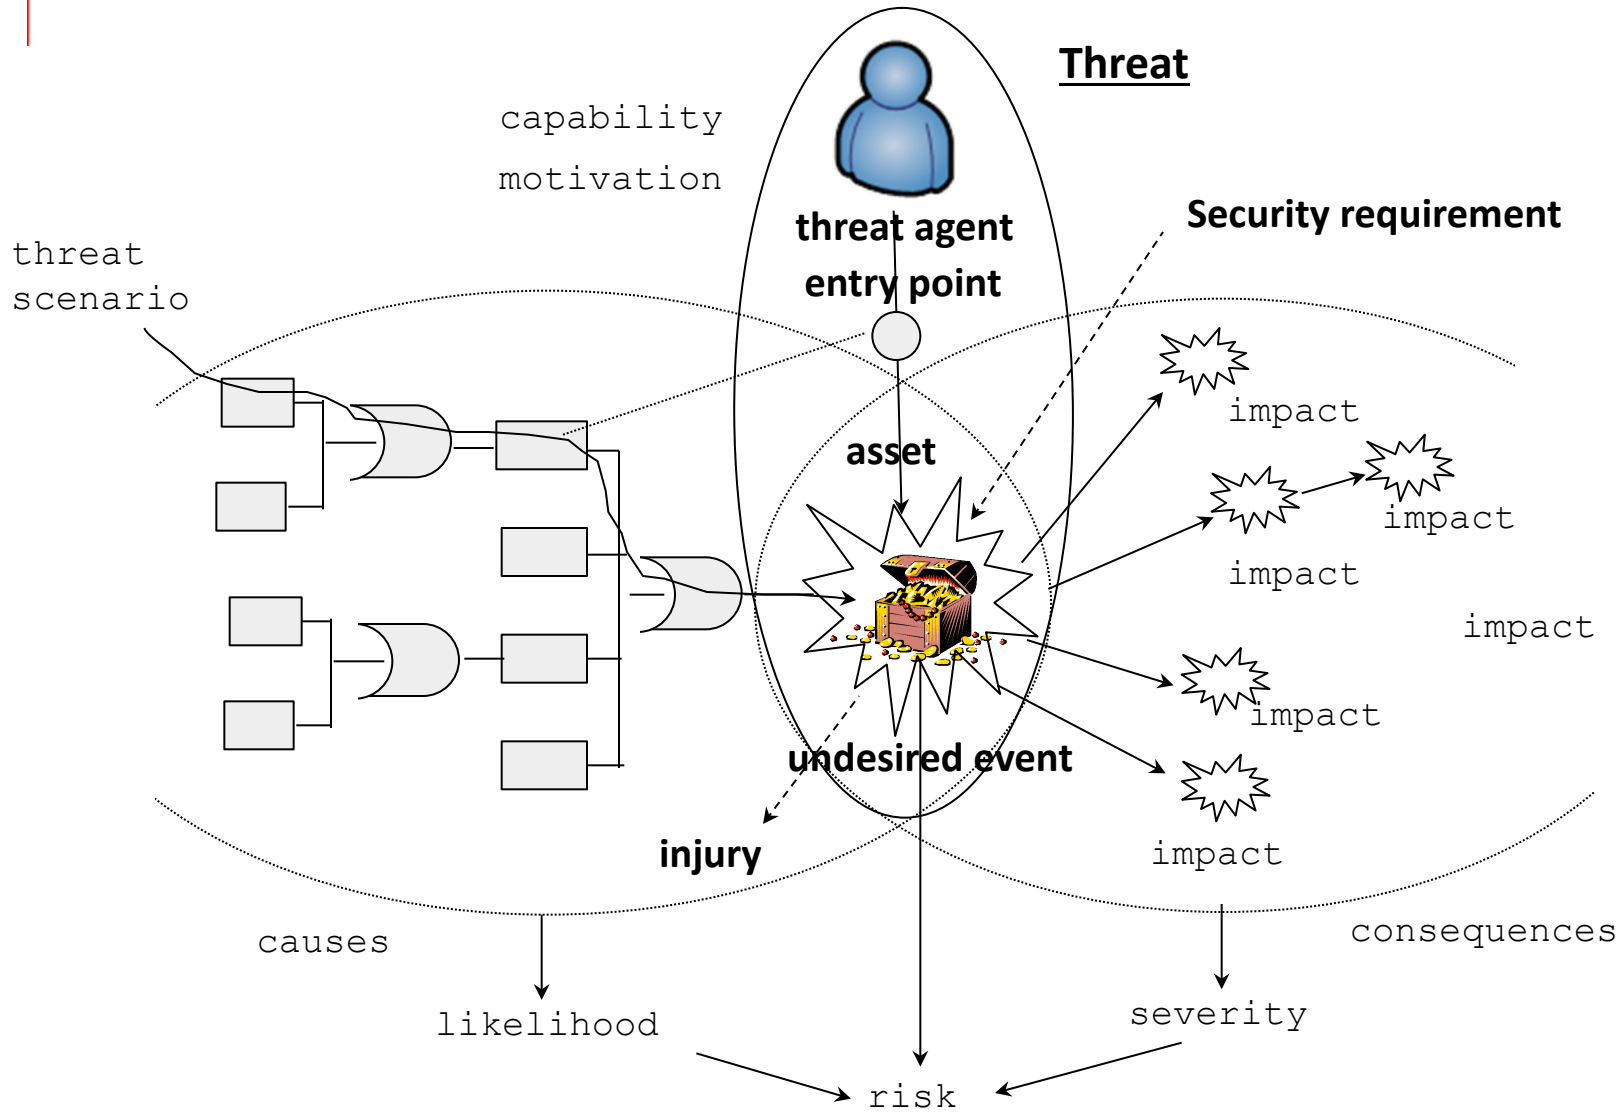 Threat
capability
motivation
threat agent
Security requirement
threat
scenario
entry point
impact
asset
impact
impact
impact
impact
undesired event
injury
impact
causes
consequences
likelihood
severity
risk